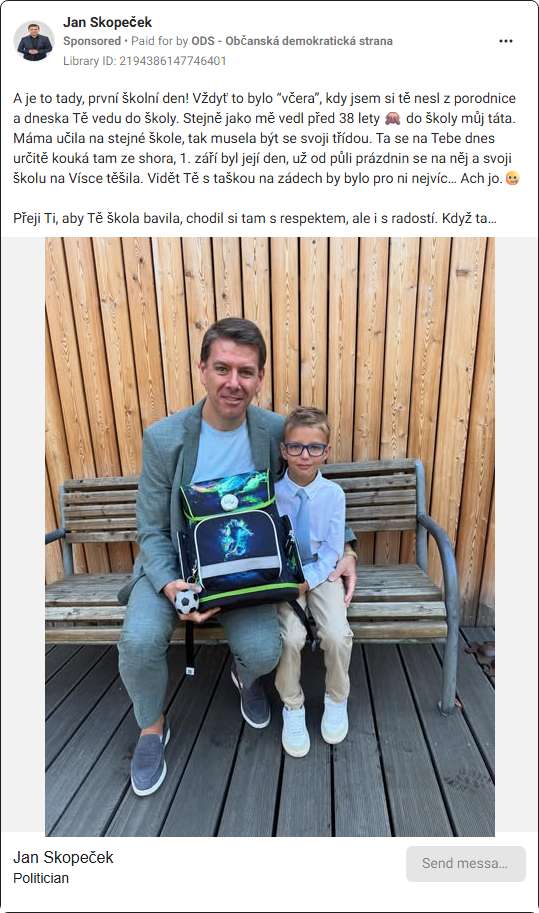 Jan Skopeček
Sponsored • Paid for by ODS - Občanská demokratická strana
Library ID: 2194386147746401
A je to tady, první školní den! Vždyť to bylo “včera”, kdy jsem si tě nesl z porodnice
a dneska Tě vedu do školy. Stejně jako mě vedl před 38 lety 🙈 do školy můj táta.
Máma učila na stejné škole, tak musela být se svoji třídou. Ta se na Tebe dnes
určitě kouká tam ze shora, 1. září byl její den, už od půli prázdnin se na něj a svoji
školu na Vísce těšila. Vidět Tě s taškou na zádech by bylo pro ni nejvíc... Ach jo.🥲
Přeji Ti, aby Tě škola bavila, chodil si tam s respektem, ale i s radostí. Když ta...
Jan Skopeček
Politician
Send messa...